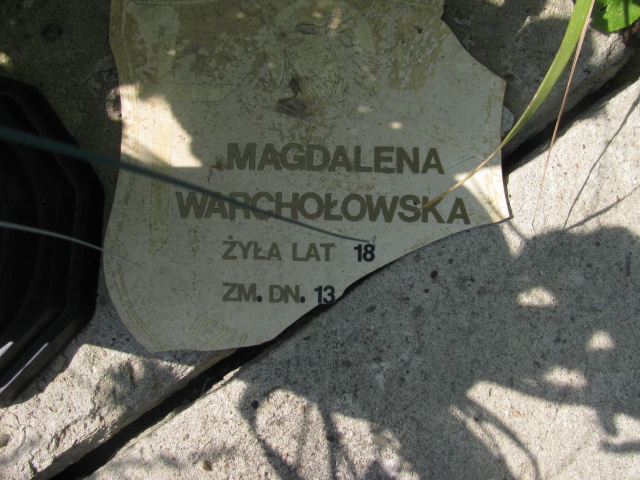 MAGDALENA
WARCHOŁOWSKA
ŻYŁA LAT 18
ZM. DN. 13